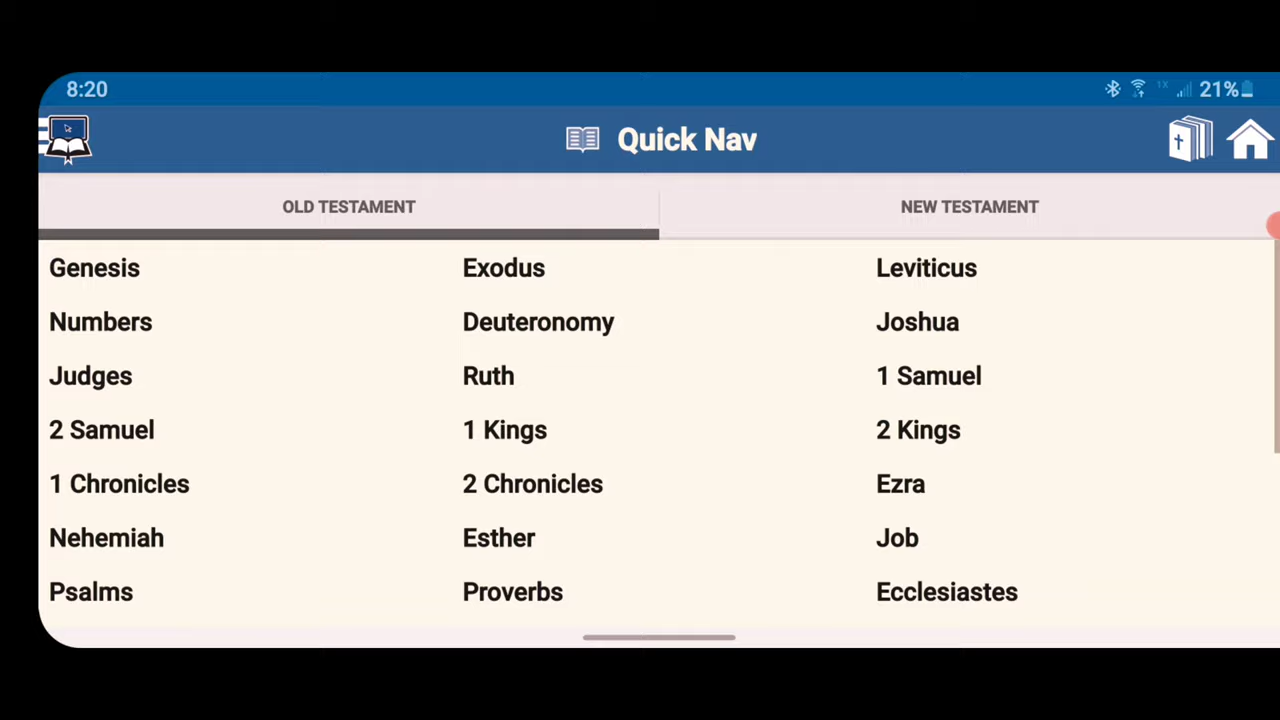 8:20
1X
21%
Quick Nav
OLD TESTAMENT
NEW TESTAMENT
Genesis Exodus Leviticus
Numbers Deuteronomy Joshua
Judges Ruth 1 Samuel
2 Samuel 1 Kings 2 Kings
1 Chronicles 2 Chronicles Ezra
Nehemiah Esther Job
Psalms Proverbs Ecclesiastes